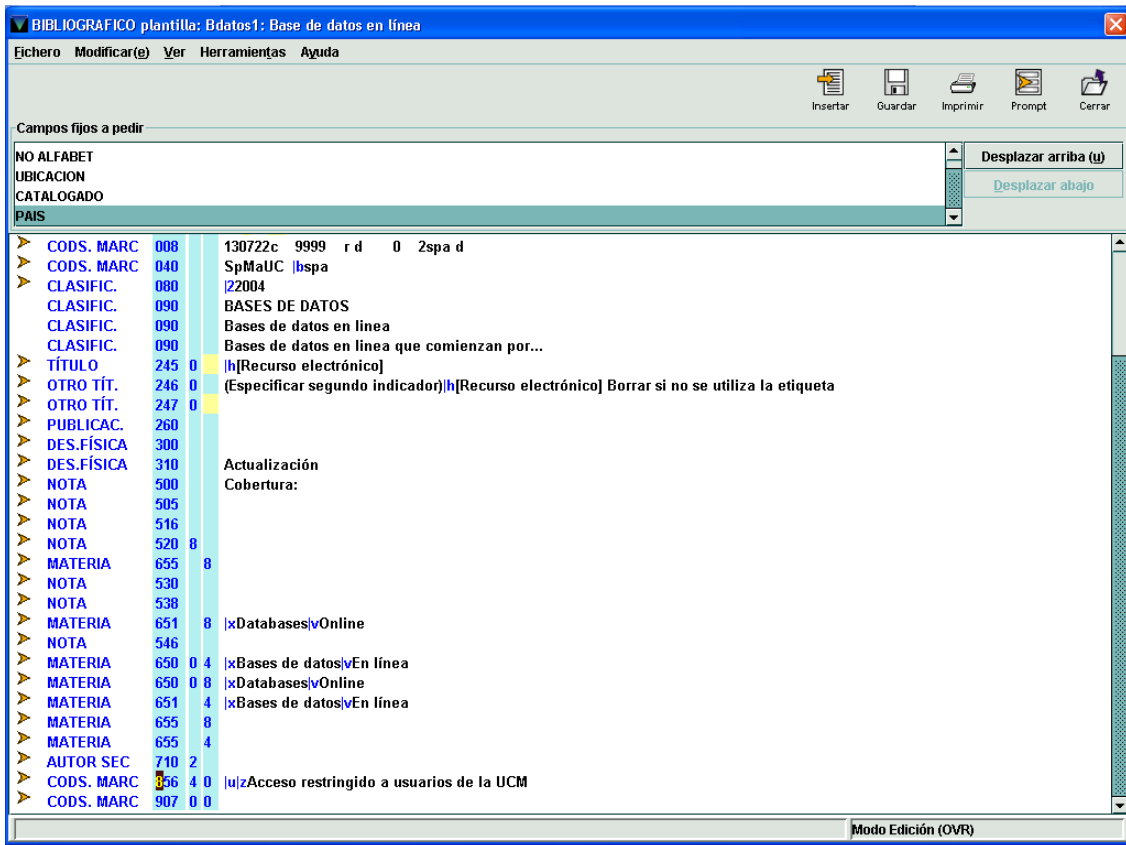 BIBLIOGRAFICO plantilla: Bdatos1: Base de datos en línea
Fichero Modificar(e) Ver Herramientas Ayuda
Insertar Guardar Imprimir Prompt Cerrar
Campos fijos a pedir
NO ALFABET
UBICACION
CATALOGADO
PAIS
Desplazar arriba (u)
Desplazar abajo
CODS. MARC 008 130722c 9999 r d 0 2spa d
CODS. MARC 040 SpMaUC |bspa
CLASIFIC. 080 |22004
CLASIFIC. 090 BASES DE DATOS
CLASIFIC. 090 Bases de datos en linea
CLASIFIC. 090 Bases de datos en linea que comienzan por...
TÍTULO 245 0 |h[Recurso electrónico]
OTRO TÍT. 246 0 (Especificar segundo indicador)|h[Recurso electrónico] Borrar si no se utiliza la etiqueta
OTRO TÍT. 247 0
PUBLICAC. 260
DES.FÍSICA 300
DES.FÍSICA 310 Actualización
NOTA 500 Cobertura:
NOTA 505
NOTA 516
NOTA 520 8
MATERIA 655 8
NOTA 530
NOTA 538
MATERIA 651 8 |xDatabases|vOnline
NOTA 546
MATERIA 650 0 4 |xBases de datos|vEn línea
MATERIA 650 0 8 |xDatabases|vOnline
MATERIA 651 4 |xBases de datos|vEn línea
MATERIA 655 8
MATERIA 655 4
AUTOR SEC 710 2
CODS. MARC 856 4 0 |u|zAcceso restringido a usuarios de la UCM
CODS. MARC 907 0 0
Modo Edición (OVR)